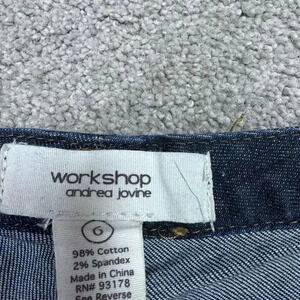 workshop
andrea jovine
6
98% Cotton
2% Spandex
Made in China
RN# 93178
See Reverse